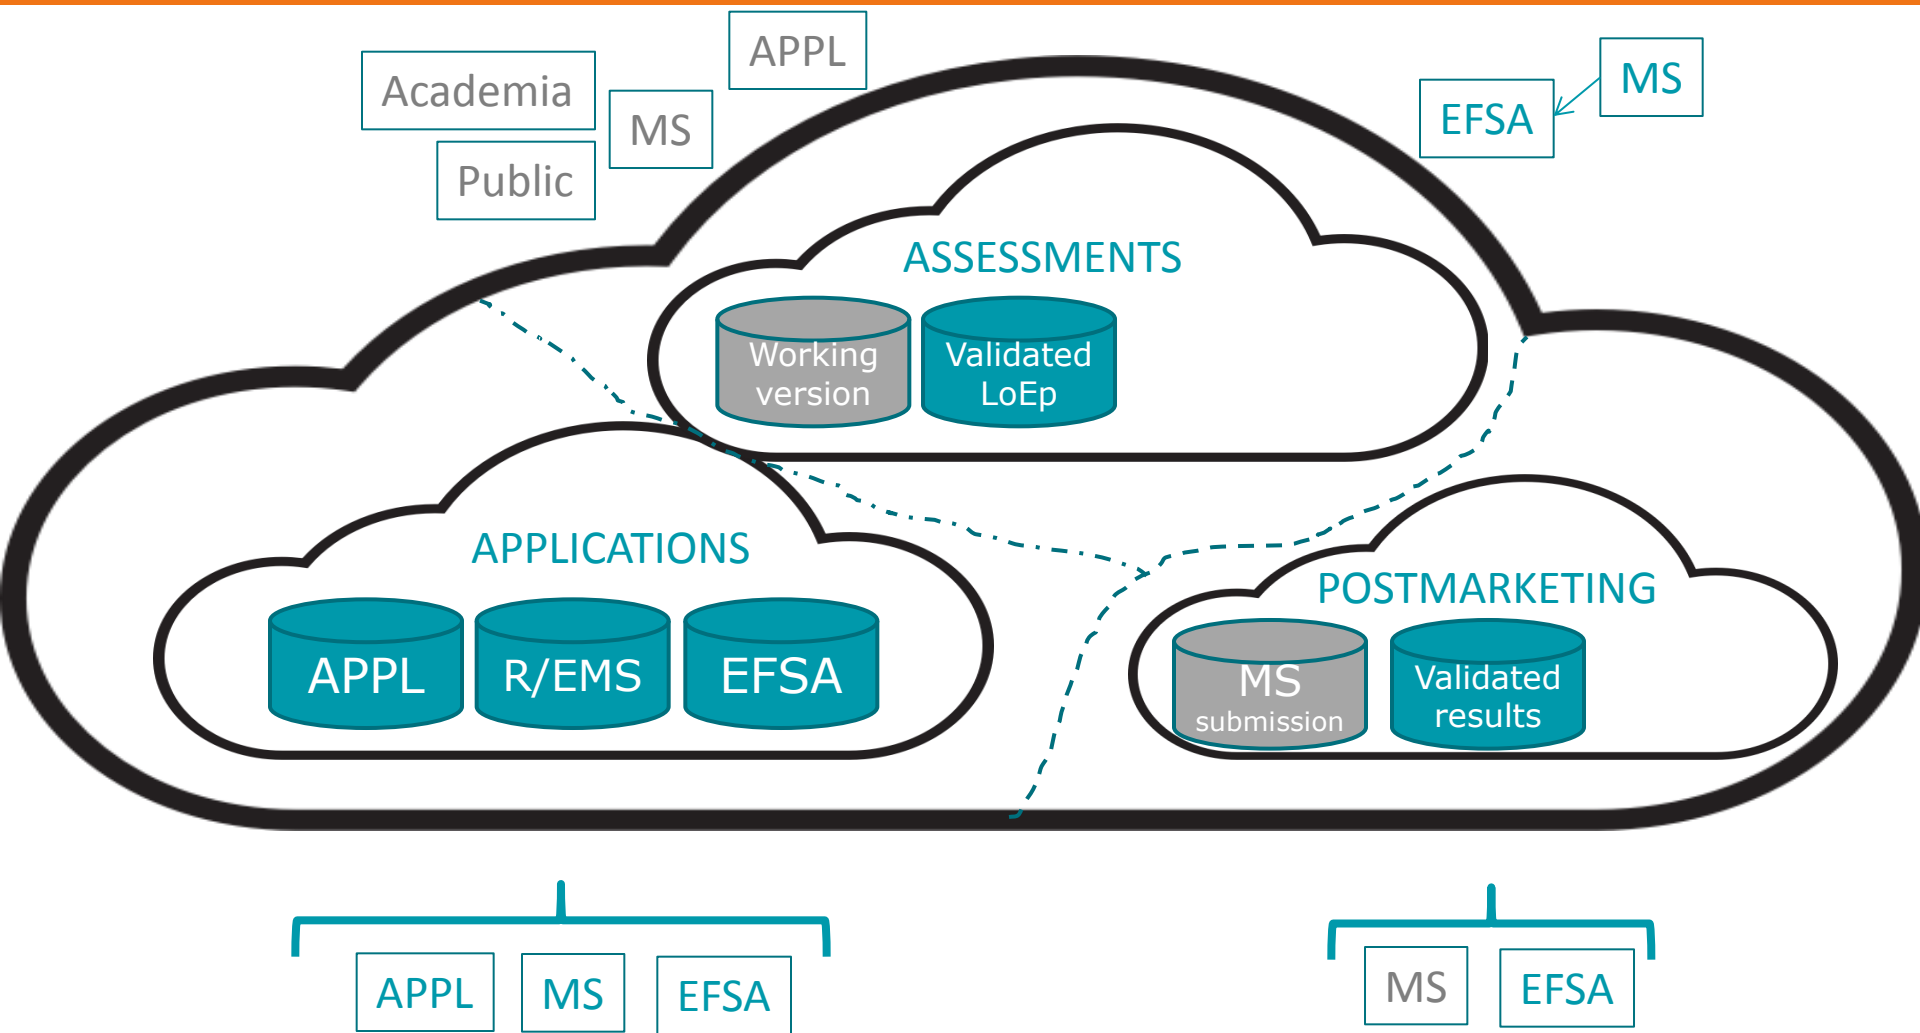 APPL
Academia
MS
Public
MS
EFSA
ASSESSMENTS
Working
version
Validated
LoEp
APPLICATIONS
APPL
R/EMS
EFSA
POSTMARKETING
MS
submission
Validated
results
APPL
MS
EFSA
MS
EFSA